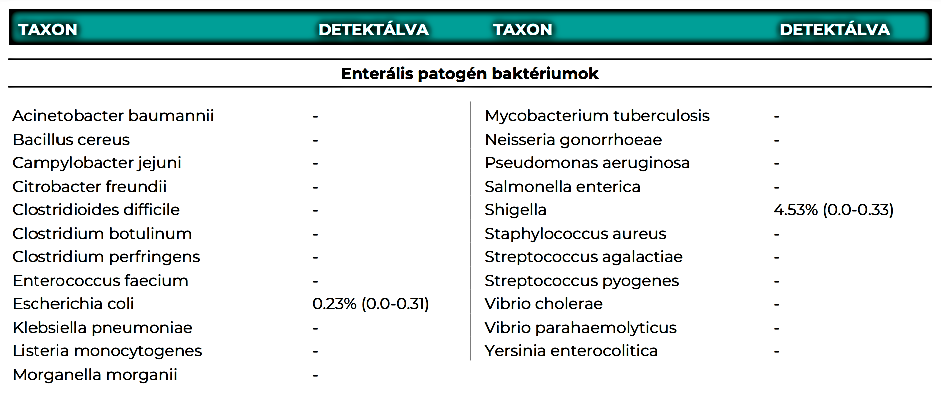 TAXON DETEKTÁLVA TAXON DETEKTÁLVA
Enterális patogén baktériumok
Acinetobacter baumannii - Mycobacterium tuberculosis -
Bacillus cereus - Neisseria gonorrhoeae -
Campylobacter jejuni - Pseudomonas aeruginosa -
Citrobacter freundii - Salmonella enterica -
Clostridioides difficile - Shigella 4.53% (0.0-0.33)
Clostridium botulinum - Staphylococcus aureus -
Clostridium perfringens - Streptococcus agalactiae -
Enterococcus faecium - Streptococcus pyogenes -
Escherichia coli 0.23% (0.0-0.31) Vibrio cholerae -
Klebsiella pneumoniae - Vibrio parahaemolyticus -
Listeria monocytogenes - Yersinia enterocolitica -
Morganella morganii -